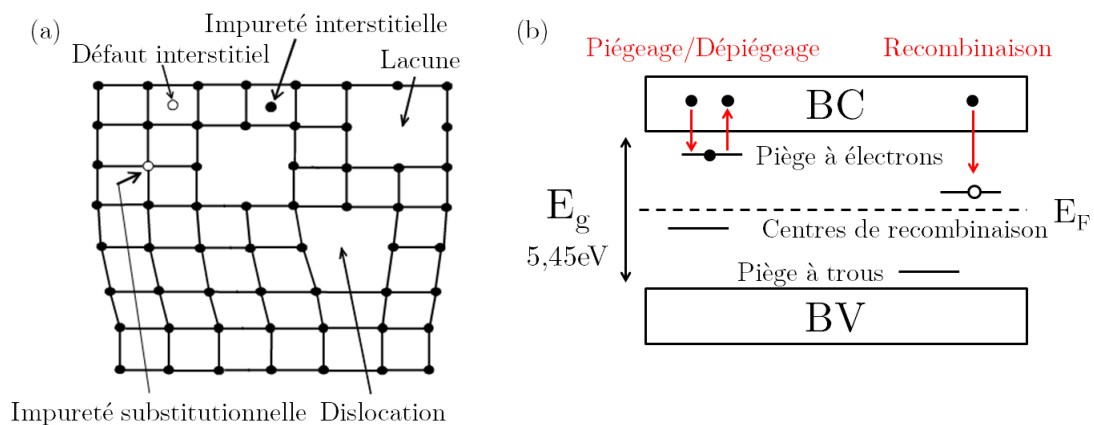 (a)
Impureté interstitielle
Défaut interstitiel
Lacune
Impureté substitutionnelle
Dislocation
(b)
Piégeage/Dépiégeage
Recombinaison
BC
Piège à électrons
E_g
5,45eV
E_F
Centres de recombinaison
Piège à trous
BV